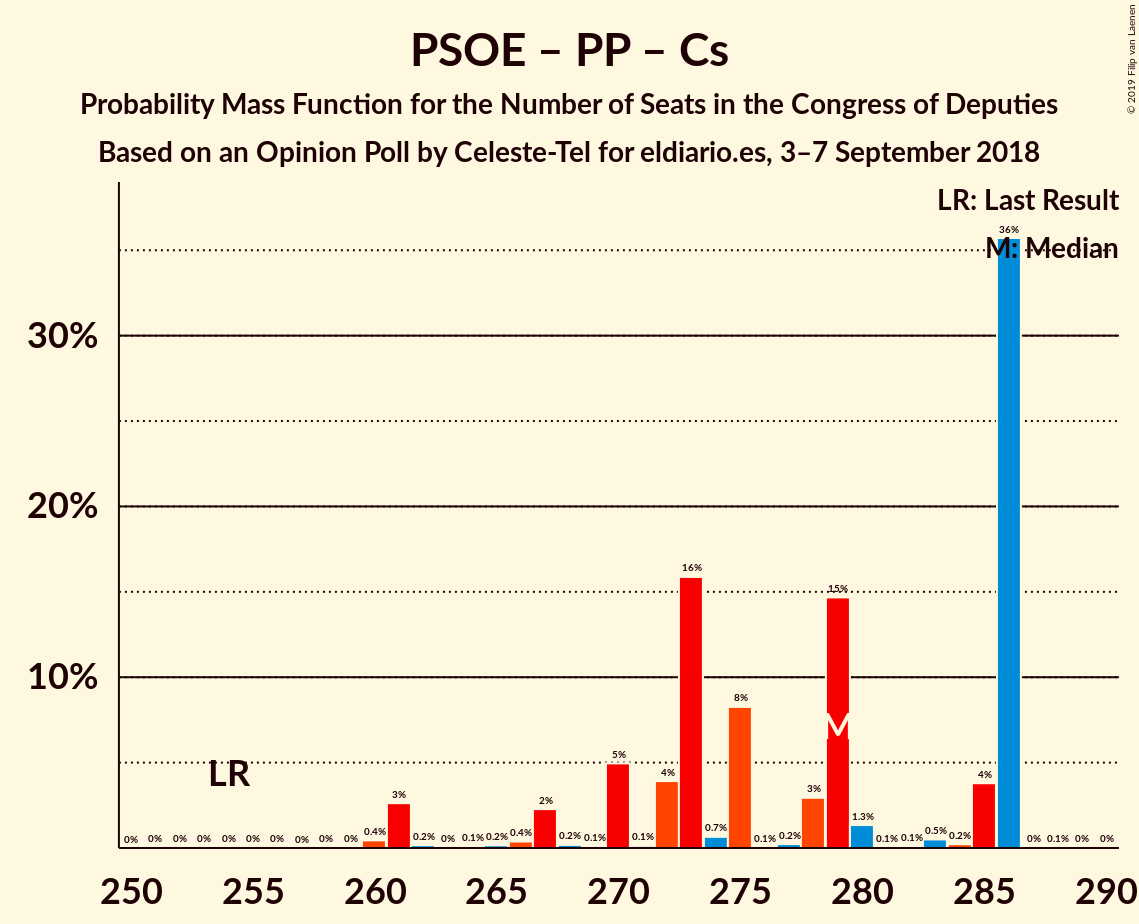 PSOE – PP – Cs
Probability Mass Function for the Number of Seats in the Congress of Deputies
Based on an Opinion Poll by Celeste-Tel for eldiario.es, 3–7 September 2018
© 2019 Filip van Laenen
LR: Last Result
M: Median
30%
20%
10%
0% 0% 0% 0% 0% 0% 0% 0% 0% 0% 0.4% 3% 0.2% 0% 0.1% 0.2% 0.4% 2% 0.2% 0.1% 5% 0.1% 4% 16% 0.7% 8% 0.1% 0.2% 3% 15% 1.3% 0.1% 0.1% 0.5% 0.2% 4% 36% 0% 0.1% 0% 0%
LR
M
250 255 260 265 270 275 280 285 290